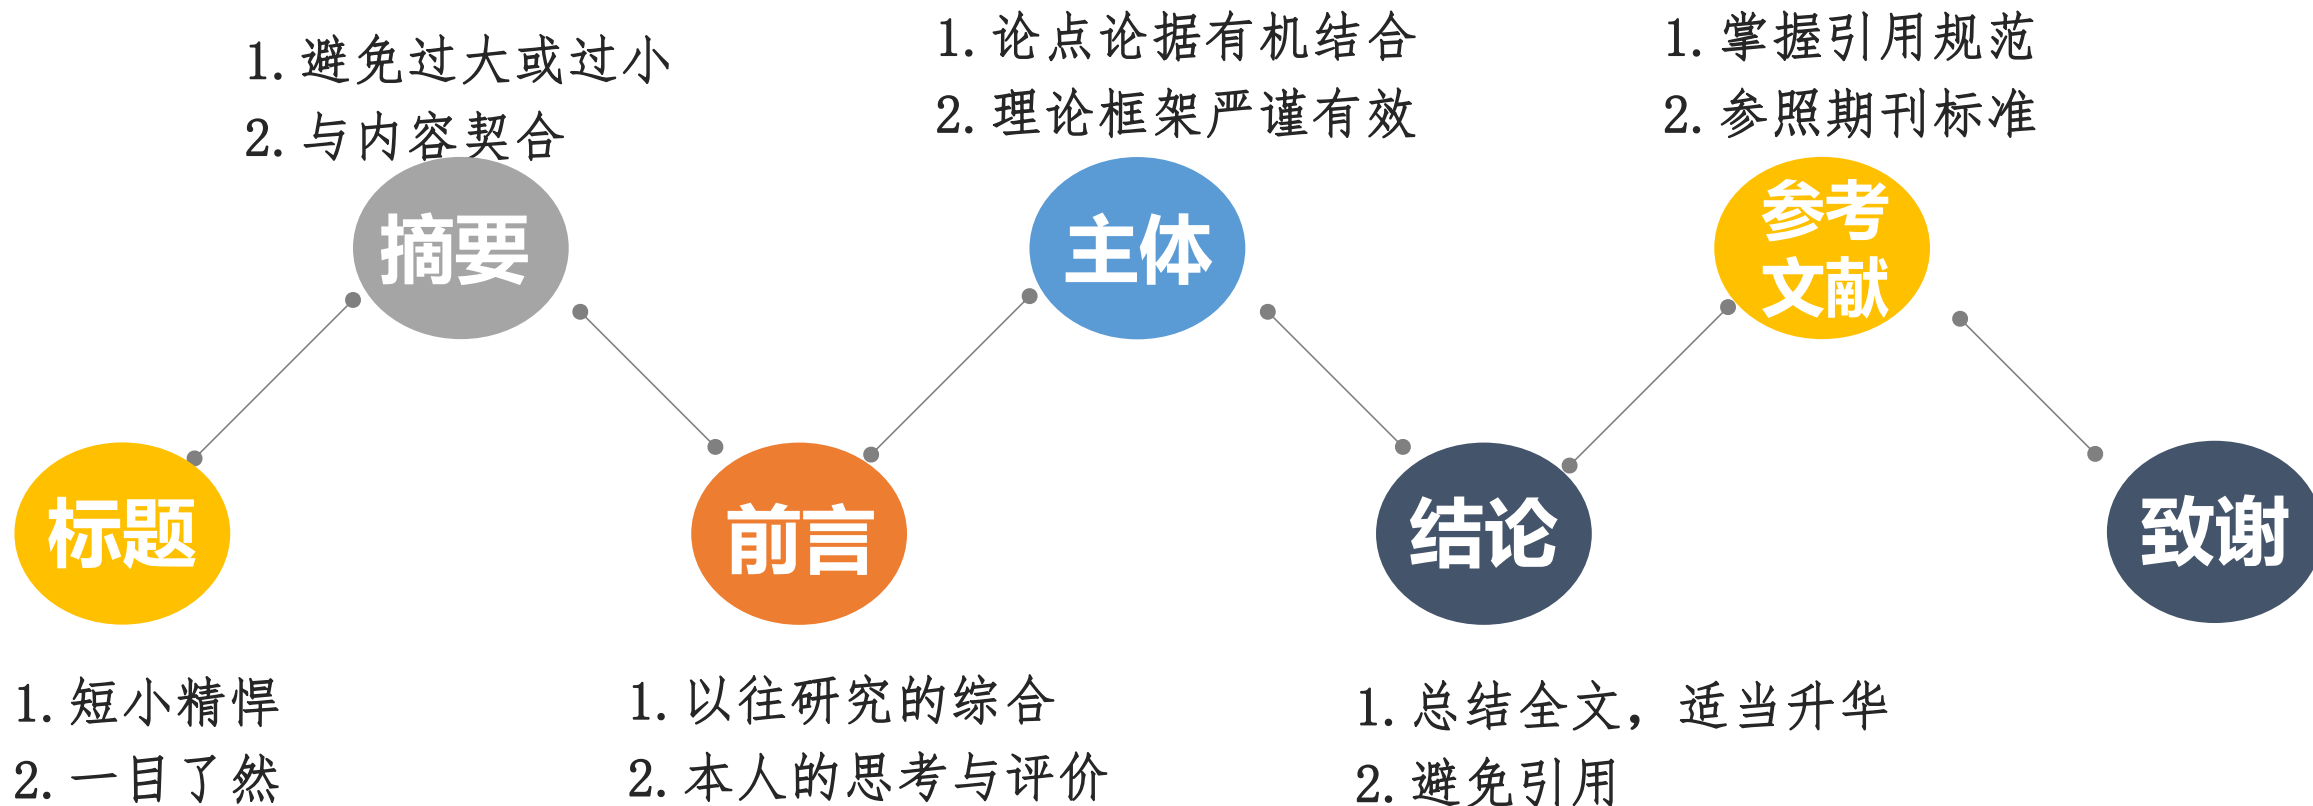 1. 避免过大或过小
2. 与内容契合
摘要
1. 论点论据有机结合
2. 理论框架严谨有效
主体
1. 掌握引用规范
2. 参照期刊标准
参考
文献
标题
1. 短小精悍
2. 一目了然
前言
1. 以往研究的综合
2. 本人的思考与评价
结论
1. 总结全文，适当升华
2. 避免引用
致谢